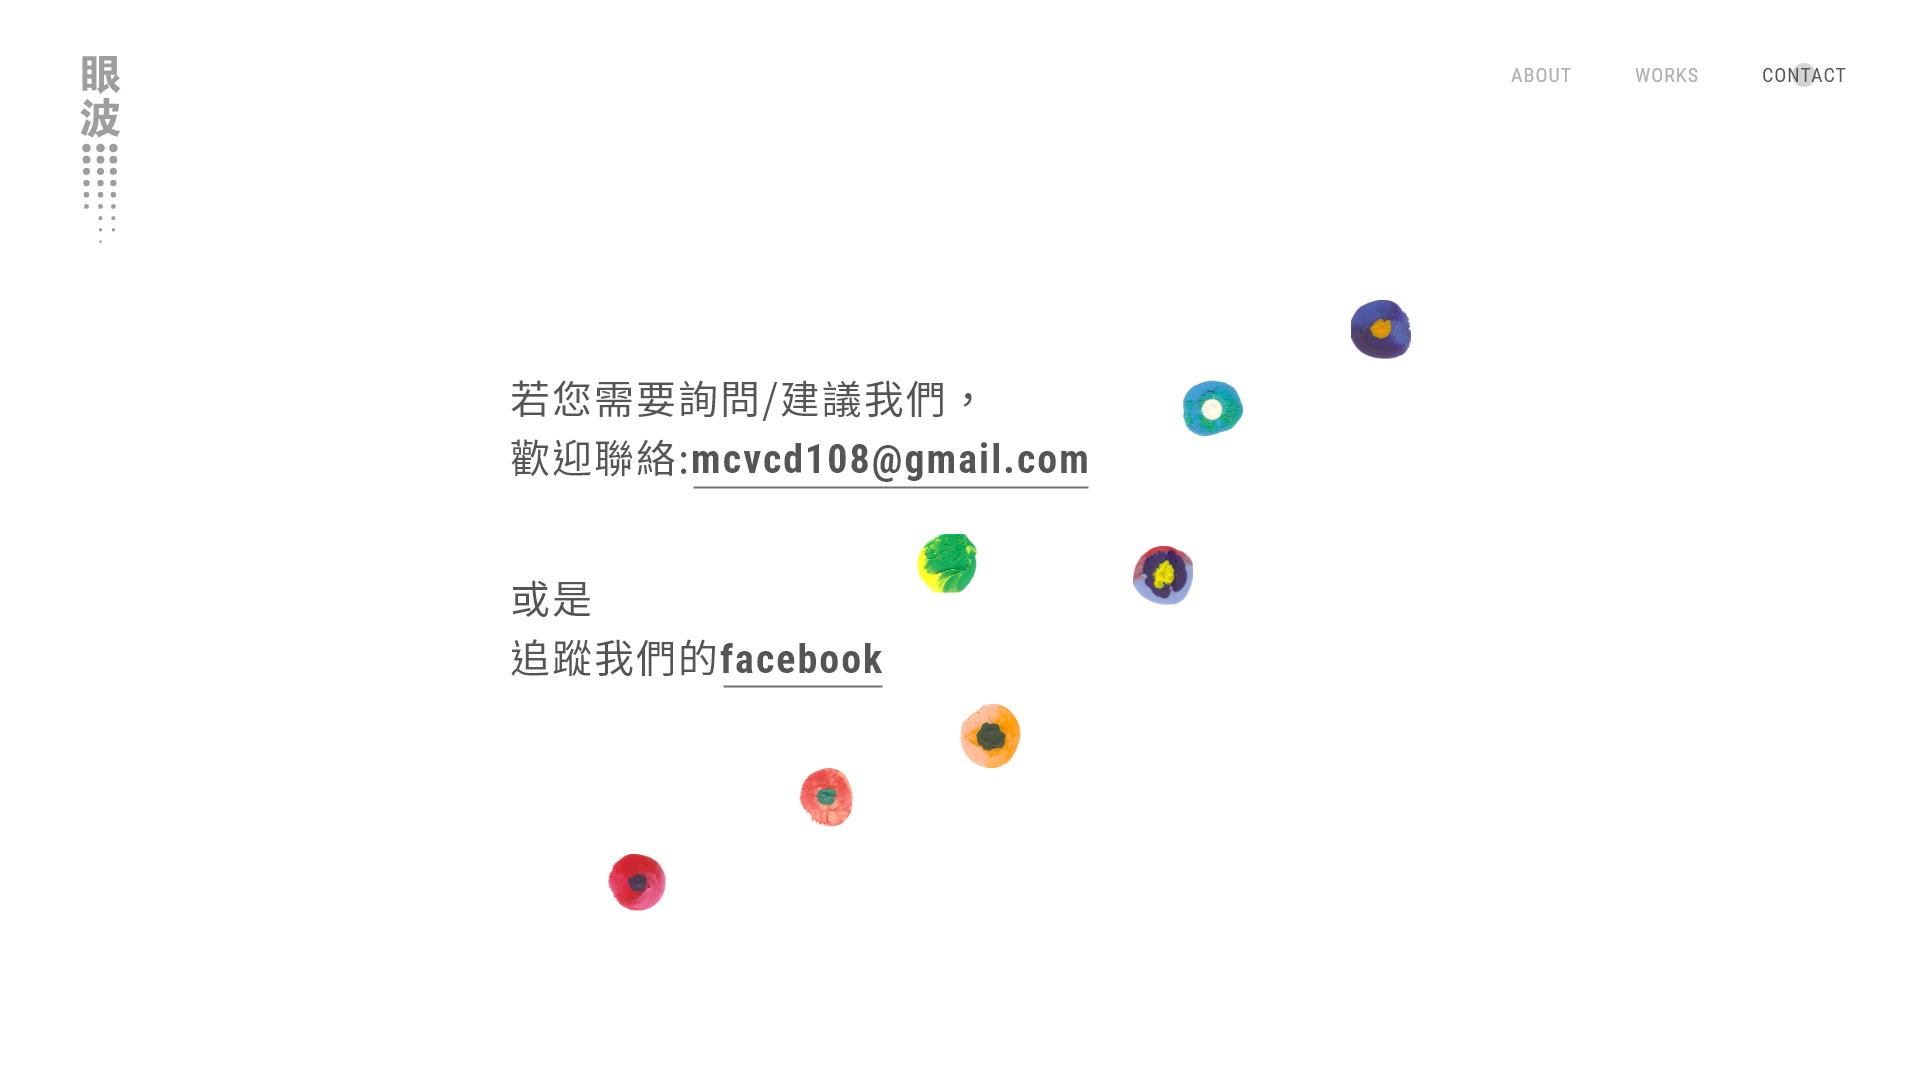 眼波
ABOUT
WORKS
CONTACT
若您需要詢問/建議我們，
歡迎聯絡:mcvcd108@gmail.com
或是
追蹤我們的facebook